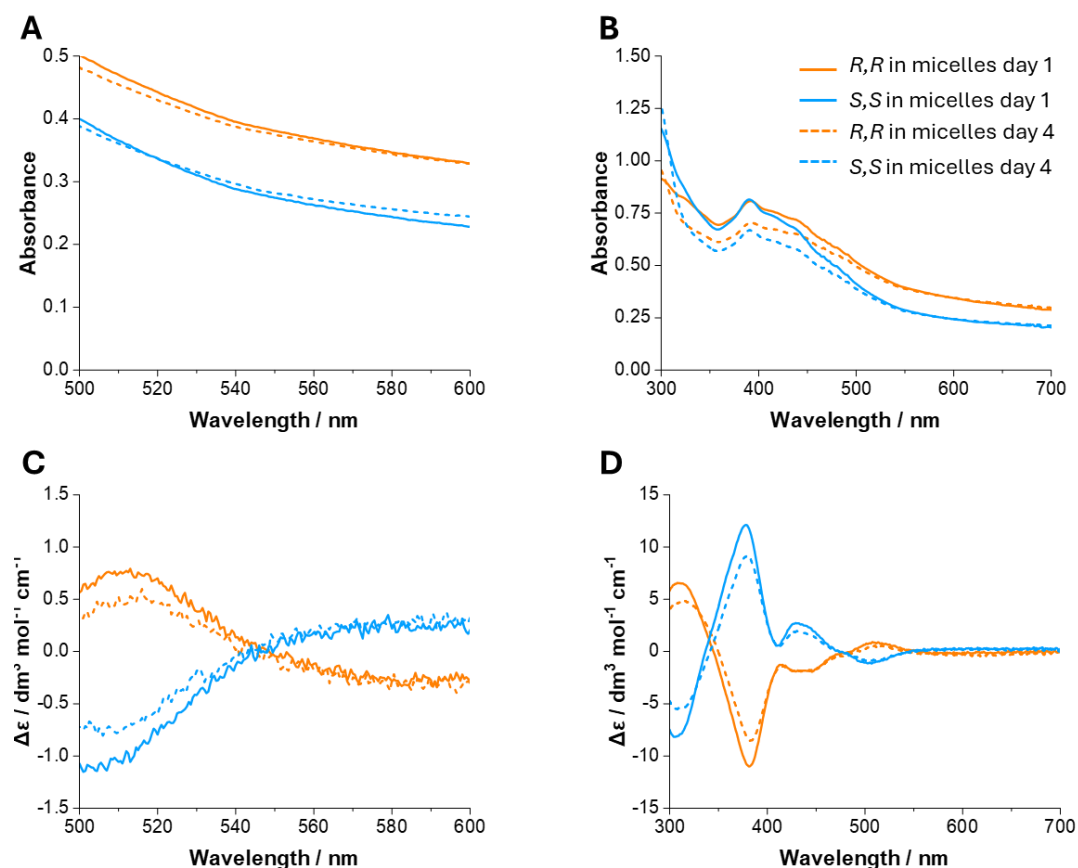 A
Absorbance
0.5
0.4
0.3
0.2
0.1
0.0
500 520 540 560 580 600
Wavelength / nm
B
Absorbance
1.50
1.25
1.00
0.75
0.50
0.25
0.00
300 400 500 600 700
Wavelength / nm
R,R in micelles day 1
S,S in micelles day 1
R,R in micelles day 4
S,S in micelles day 4
C
Δε / dm³ mol⁻¹ cm⁻¹
1.5
1.0
0.5
0.0
-0.5
-1.0
-1.5
500 520 540 560 580 600
Wavelength / nm
D
Δε / dm³ mol⁻¹ cm⁻¹
15
10
5
0
-5
-10
-15
300 400 500 600 700
Wavelength / nm